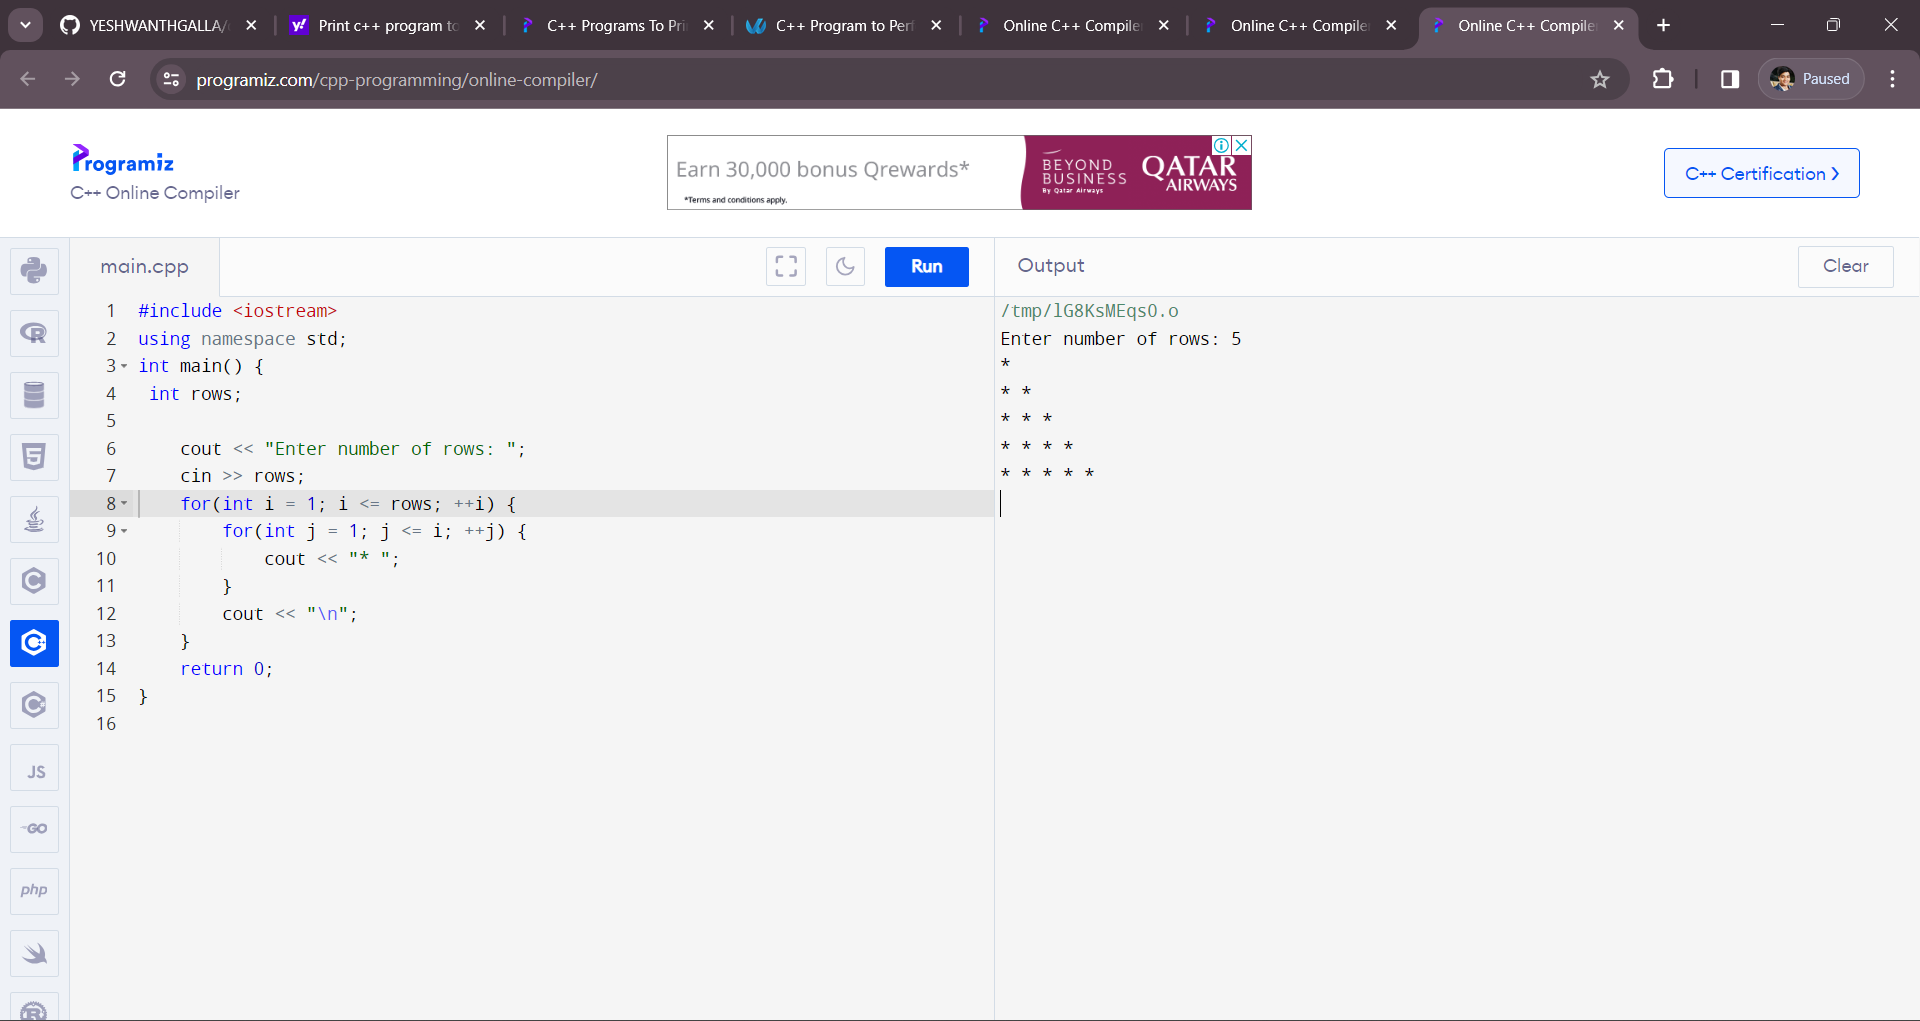 YESHWANTHGALLA/
Print c++ program to
C++ Programs To Pri
C++ Program to Perf
Online C++ Compile
Online C++ Compile
Online C++ Compile
programiz.com/cpp-programming/online-compiler/
Paused
Programiz
C++ Online Compiler
Earn 30,000 bonus Qrewards*
*Terms and conditions apply.
BEYOND
BUSINESS
By Qatar Airways
QATAR
AIRWAYS
C++ Certification
main.cpp
Run
Output
Clear
1 #include <iostream>
2 using namespace std;
3 int main() {
4 int rows;
5
6 cout << "Enter number of rows: ";
7 cin >> rows;
8 for(int i = 1; i <= rows; ++i) {
9 for(int j = 1; j <= i; ++j) {
10 cout << "* ";
11 }
12 cout << "\n";
13 }
14 return 0;
15 }
16
/tmp/lG8KsMEqsO.o
Enter number of rows: 5
*
* *
* * *
* * * *
* * * * *
JS
GO
php